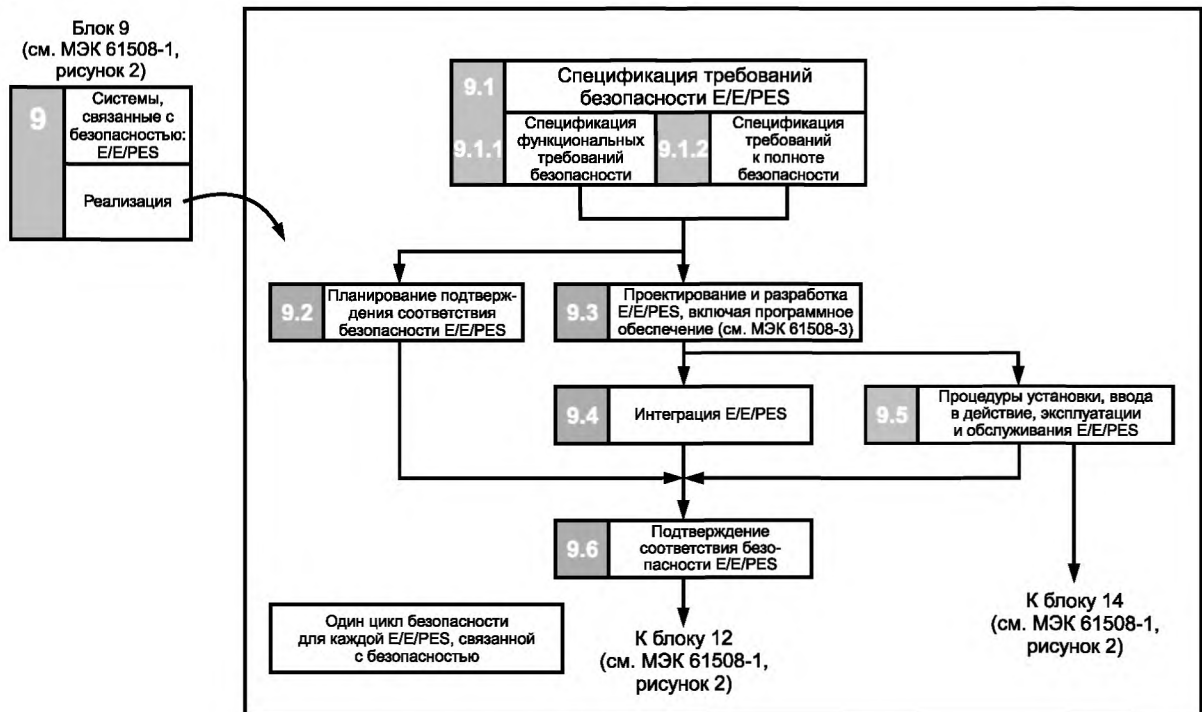 Блок 9
(см. МЭК 61508-1,
рисунок 2)
9
Системы,
связанные с
безопасностью:
E/E/PES
Реализация
9.1
Спецификация требований
безопасности E/E/PES
9.1.1
Спецификация
функциональных
требований
безопасности
9.1.2
Спецификация
требований
к полноте
безопасности
9.2
Планирование подтверж-
дения соответствия
безопасности E/E/PES
9.3
Проектирование и разработка
E/E/PES, включая программное
обеспечение (см. МЭК 61508-3)
9.4
Интеграция E/E/PES
9.5
Процедуры установки, ввода
в действие, эксплуатации
и обслуживания E/E/PES
9.6
Подтверждение
соответствия безо-
пасности E/E/PES
Один цикл безопасности
для каждой E/E/PES, связанной
с безопасностью
К блоку 12
(см. МЭК 61508-1,
рисунок 2)
К блоку 14
(см. МЭК 61508-1,
рисунок 2)